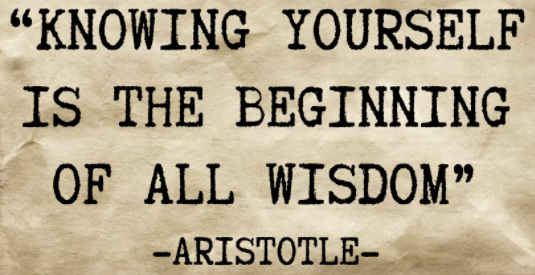 “KNOWING YOURSELF
IS THE BEGINNING
OF ALL WISDOM”
-ARISTOTLE-